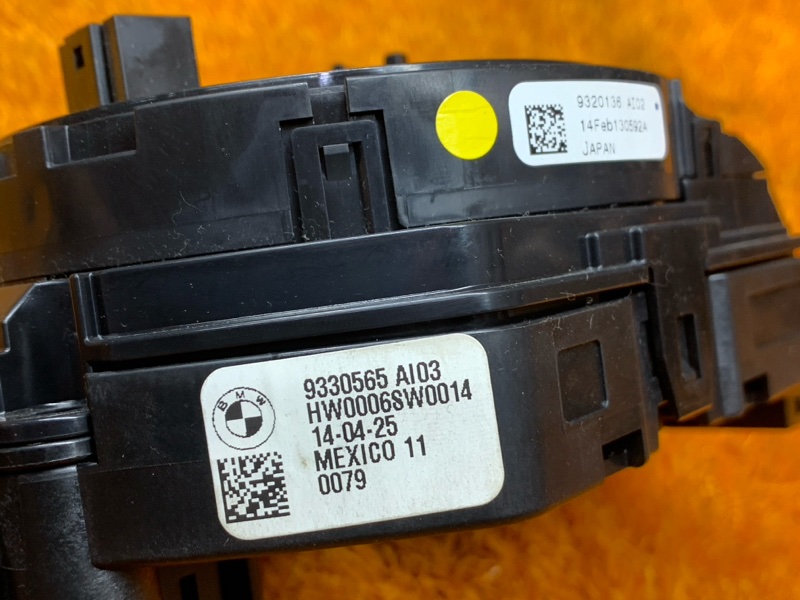 9320136 AI02
14Feb130592A
JAPAN
BMW
9330565 AI03
HW0006SW0014
14-04-25
MEXICO 11
0079